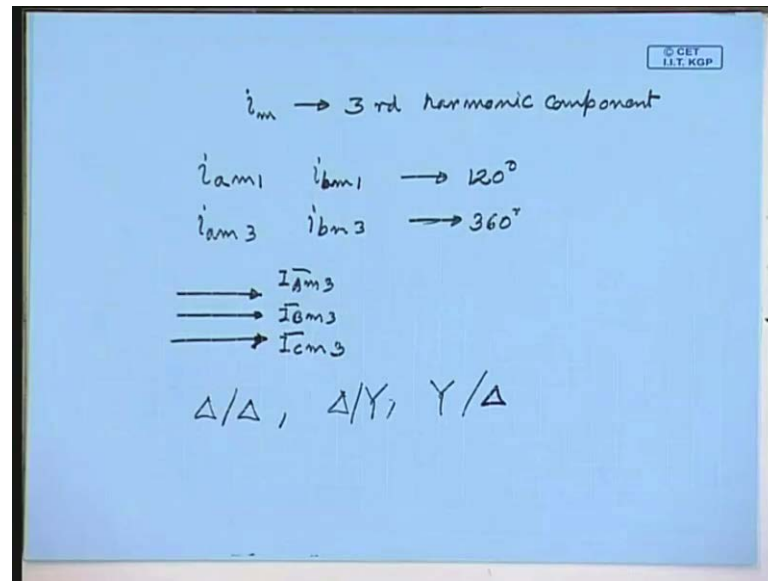 © CET
I.I.T. KGP
i_m → 3rd harmonic component
i_am1 i_bm1 → 120°
i_am3 i_bm3 → 360°
→ I_Am3
→ I_Bm3
→ I_Cm3
Δ/Δ, Δ/Y, Y/Δ